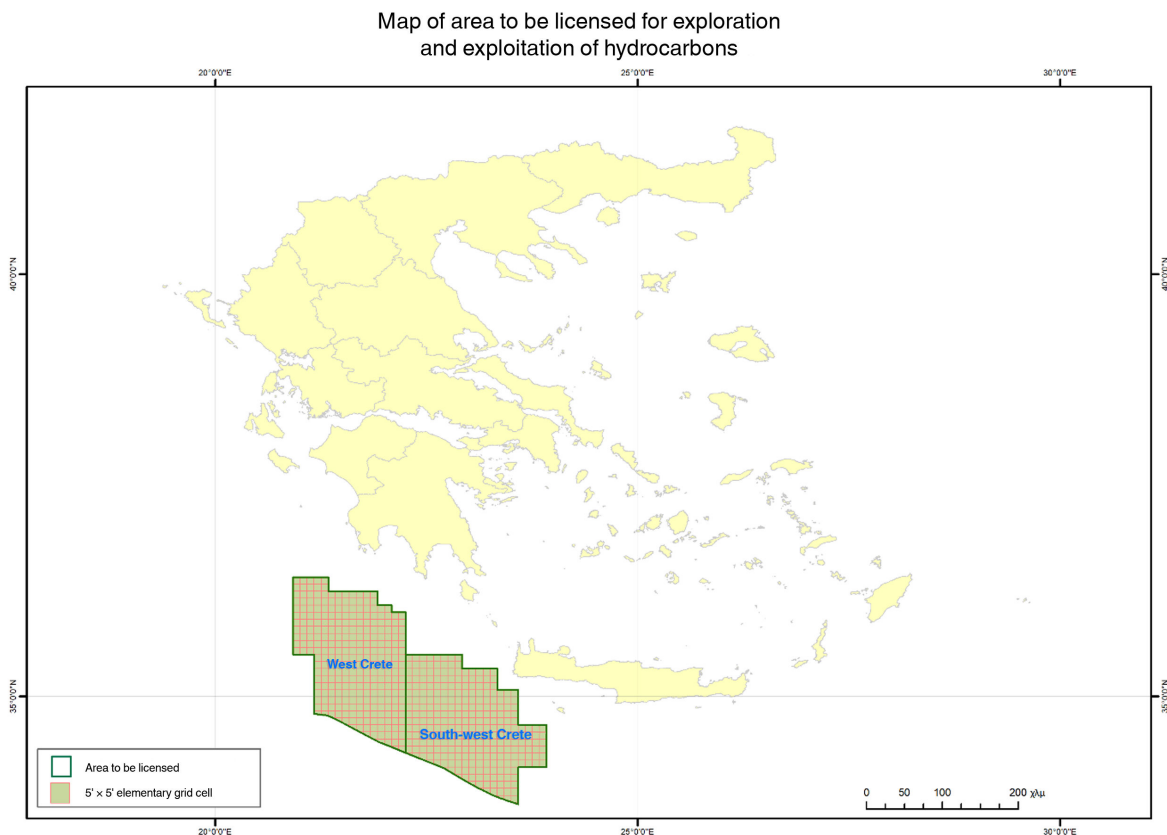 Map of area to be licensed for exploration
and exploitation of hydrocarbons
20°0'0"E 25°0'0"E 30°0'0"E
40°0'0"N 40°0'0"N
West Crete
35°0'0"N 35°0'0"N
South-west Crete
Area to be licensed
5' × 5' elementary grid cell
0 50 100 200 χλμ
20°0'0"E 25°0'0"E 30°0'0"E